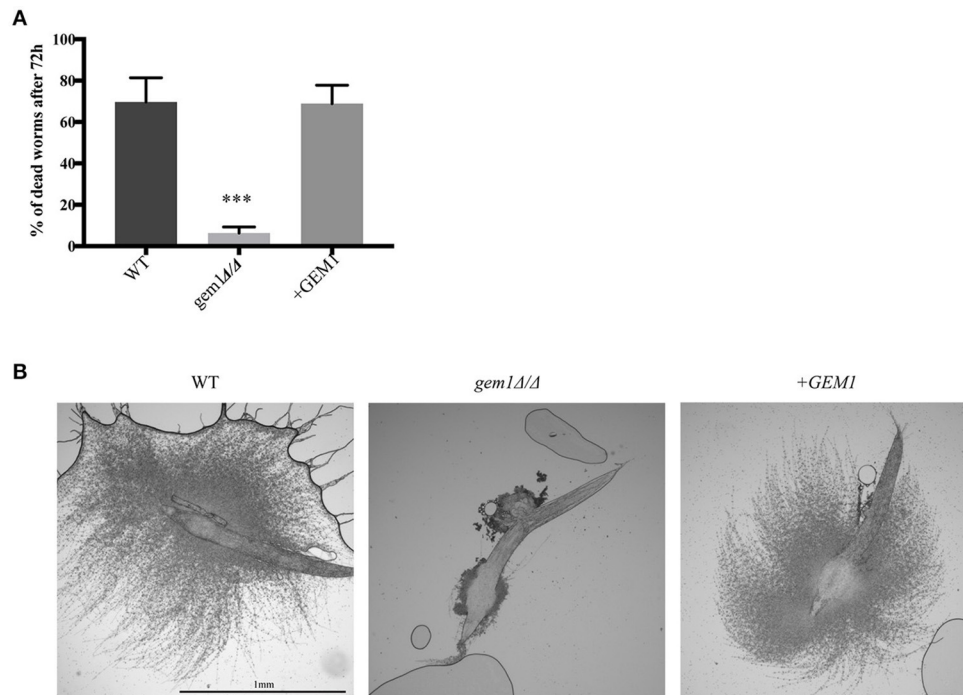 A
% of dead worms after 72h
100
80
60
40
20
0
***
WT
gem1Δ/Δ
+GEM1
B
WT
gem1Δ/Δ
+GEM1
1mm